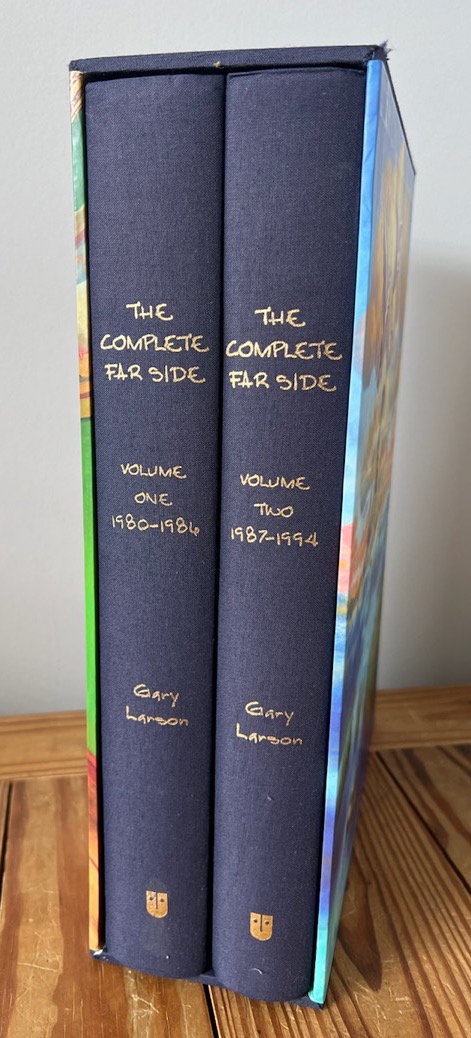 THE
COMPLETE
FAR SIDE
VOLUME
ONE
1980-1986
Gary
Larson
THE
COMPLETE
FAR SIDE
VOLUME
TWO
1987-1994
Gary
Larson